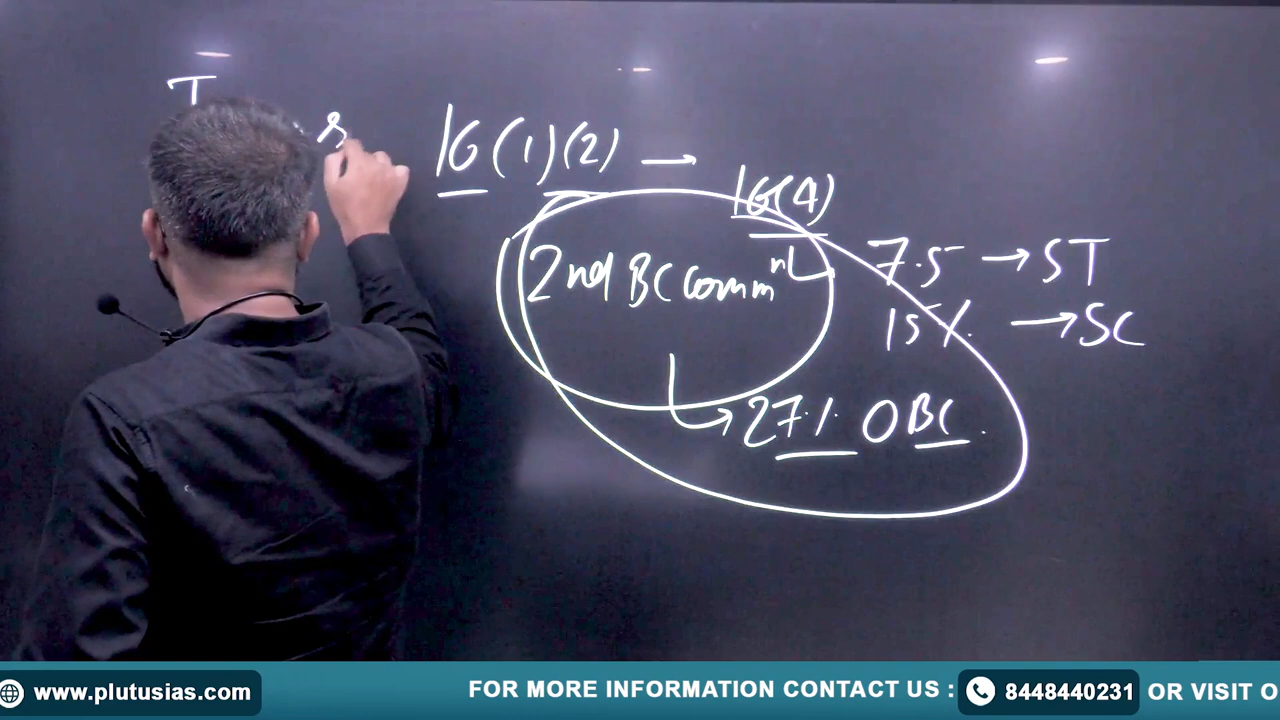 T
16(1)(2) →
16(4)
2nd BC Comm
7.5 → ST
15% → SC
27% OBC.
www.plutusias.com
FOR MORE INFORMATION CONTACT US :
8448440231
OR VISIT O